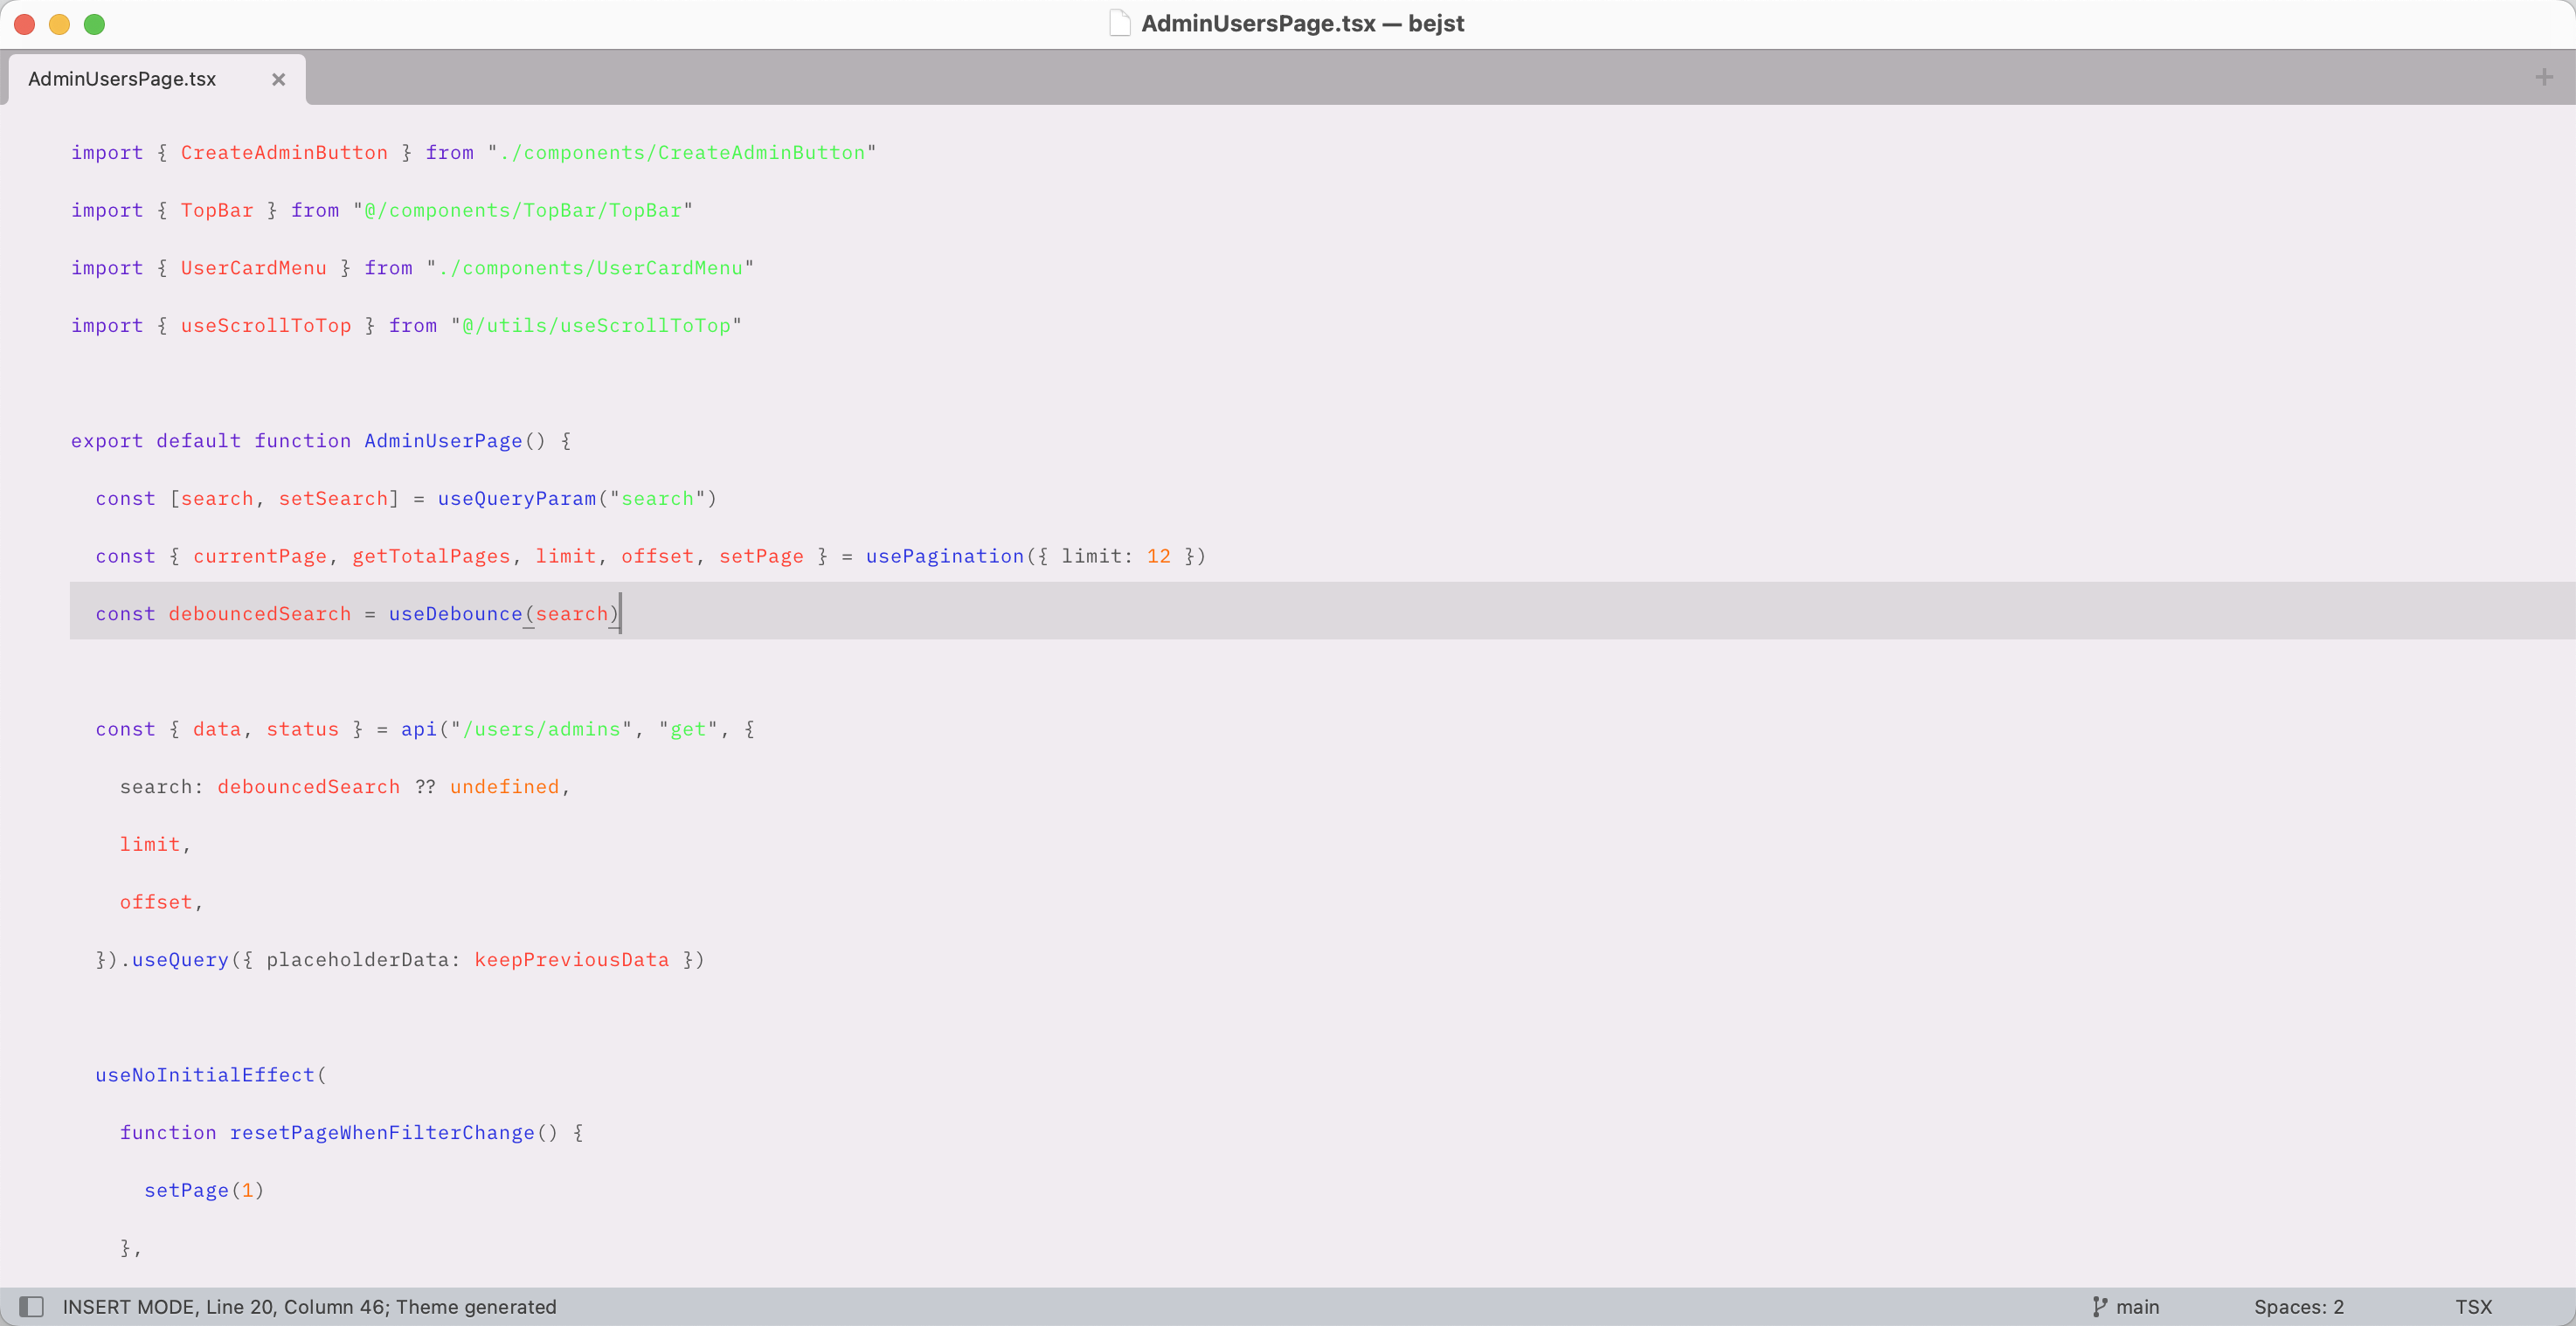 AdminUsersPage.tsx — bejst
AdminUsersPage.tsx
import { CreateAdminButton } from "./components/CreateAdminButton"
import { TopBar } from "@/components/TopBar/TopBar"
import { UserCardMenu } from "./components/UserCardMenu"
import { useScrollToTop } from "@/utils/useScrollToTop"
export default function AdminUserPage() {
  const [search, setSearch] = useQueryParam("search")
  const { currentPage, getTotalPages, limit, offset, setPage } = usePagination({ limit: 12 })
  const debouncedSearch = useDebounce(search)
  const { data, status } = api("/users/admins", "get", {
    search: debouncedSearch ?? undefined,
    limit,
    offset,
  }).useQuery({ placeholderData: keepPreviousData })
  useNoInitialEffect(
    function resetPageWhenFilterChange() {
      setPage(1)
    },
INSERT MODE, Line 20, Column 46; Theme generated
main
Spaces: 2
TSX